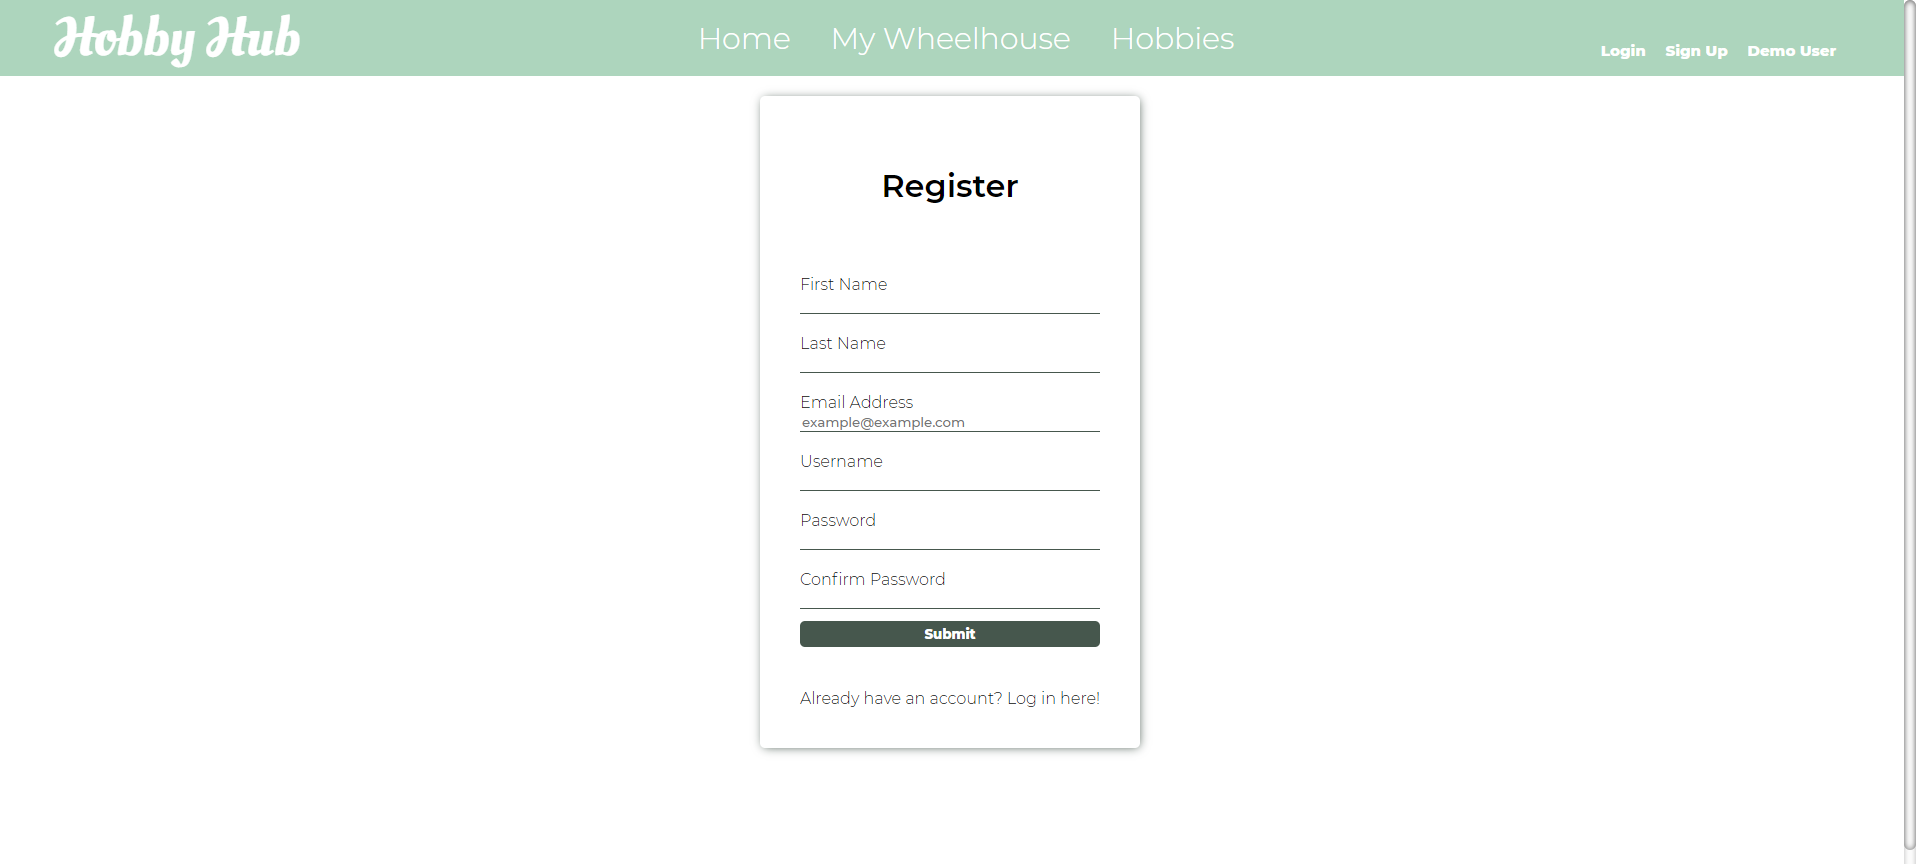 Hobby Hub
Home My Wheelhouse Hobbies
Login Sign Up Demo User
Register
First Name
Last Name
Email Address
example@example.com
Username
Password
Confirm Password
Submit
Already have an account? Log in here!